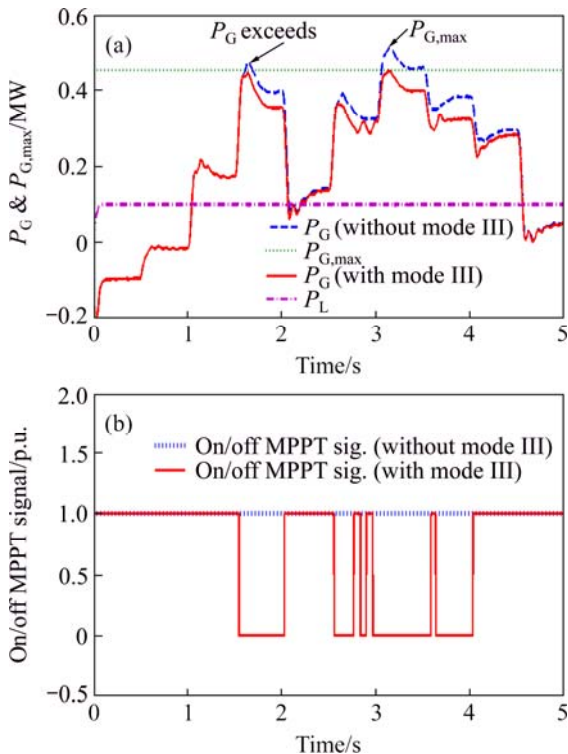 (a)
P_G exceeds
P_G,max
P_G & P_G,max/MW
0.6
0.4
0.2
0
-0.2
P_G (without mode III)
P_G,max
P_G (with mode III)
P_L
0 1 2 3 4 5
Time/s
(b)
On/off MPPT signal/p.u.
2.0
1.5
1.0
0.5
0
-0.5
On/off MPPT sig. (without mode III)
On/off MPPT sig. (with mode III)
0 1 2 3 4 5
Time/s